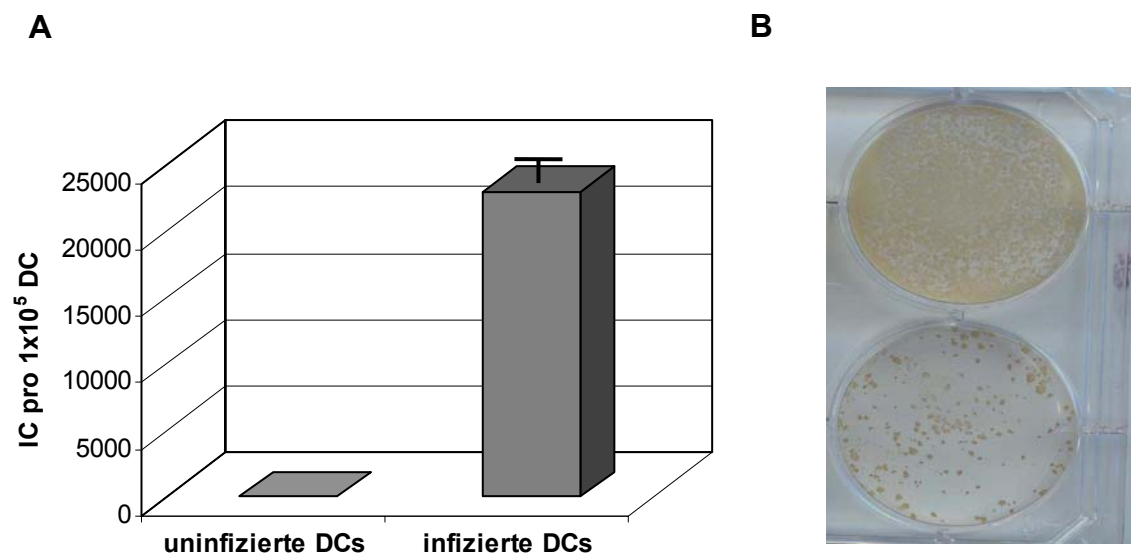 A
B
IC pro 1x10⁵ DC
25000
20000
15000
10000
5000
0
uninfizierte DCs
infizierte DCs